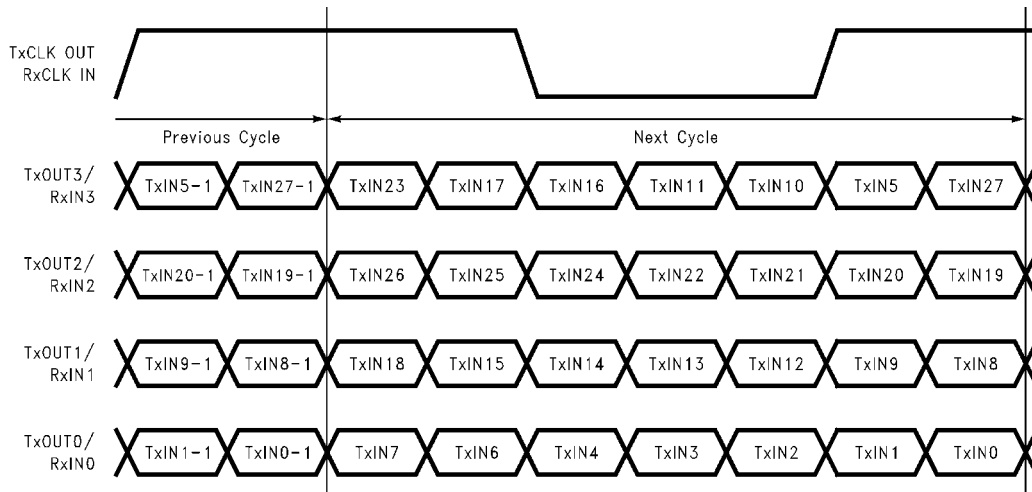 TxCLK OUT
RxCLK IN
Previous Cycle
Next Cycle
TxOUT3/
RxIN3
TxIN5-1 TxIN27-1 TxIN23 TxIN17 TxIN16 TxIN11 TxIN10 TxIN5 TxIN27
TxOUT2/
RxIN2
TxIN20-1 TxIN19-1 TxIN26 TxIN25 TxIN24 TxIN22 TxIN21 TxIN20 TxIN19
TxOUT1/
RxIN1
TxIN9-1 TxIN8-1 TxIN18 TxIN15 TxIN14 TxIN13 TxIN12 TxIN9 TxIN8
TxOUT0/
RxIN0
TxIN1-1 TxIN0-1 TxIN7 TxIN6 TxIN4 TxIN3 TxIN2 TxIN1 TxIN0